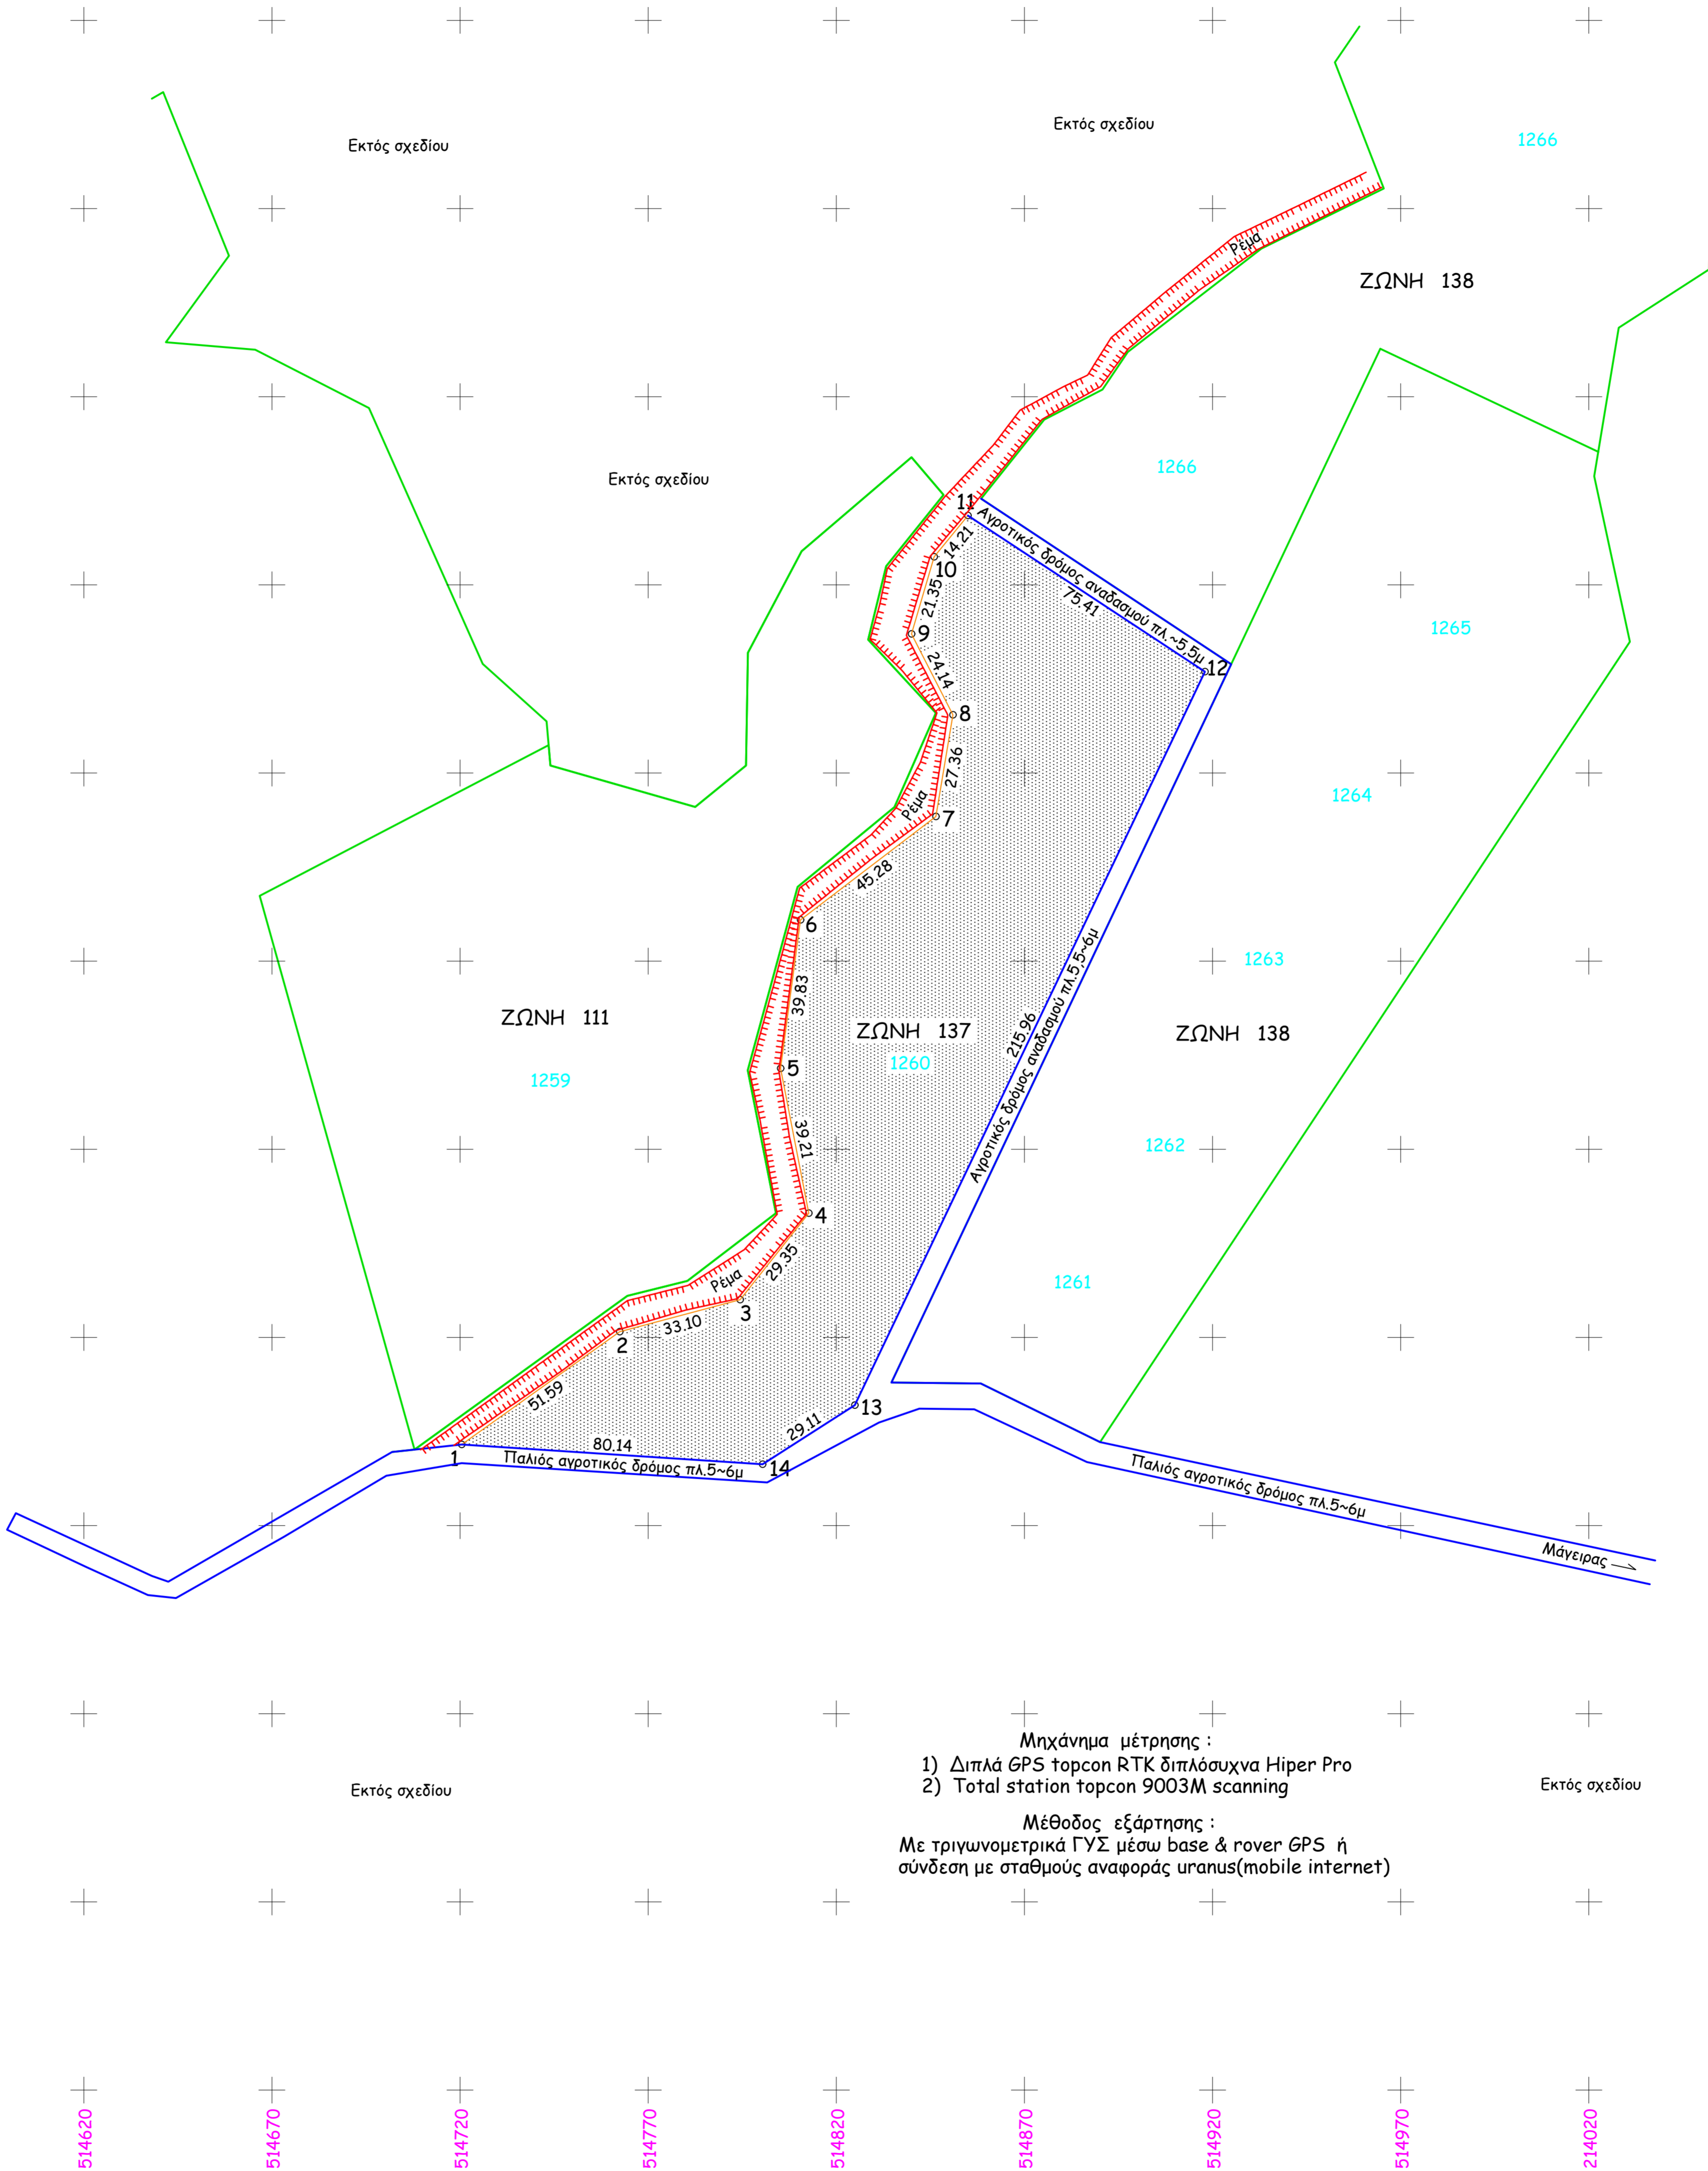 Εκτός σχεδίου
Εκτός σχεδίου
1266
Ρέμα
ΖΩΝΗ 138
1266
Εκτός σχεδίου
11
Αγροτικός δρόμος αναδασμού πλ.~5,5μ
14.21
10
75.41
21.35
9
1265
24.14
12
8
27.36
1264
Ρέμα
7
45.28
6
1263
39.83
ΖΩΝΗ 111
ΖΩΝΗ 137
215.96
Αγροτικός δρόμος αναδασμού πλ.5,5~6μ
ΖΩΝΗ 138
1259
5
1260
39.21
1262
4
29.35
Ρέμα
1261
3
33.10
2
51.59
13
29.11
80.14
1
Παλιός αγροτικός δρόμος πλ.5~6μ
14
Παλιός αγροτικός δρόμος πλ.5~6μ
Μάγειρας
Μηχάνημα μέτρησης :
1) Διπλά GPS topcon RTK διπλόσυχνα Hiper Pro
2) Total station topcon 9003M scanning
Εκτός σχεδίου
Εκτός σχεδίου
Μέθοδος εξάρτησης :
Με τριγωνομετρικά ΓΥΣ μέσω base & rover GPS ή
σύνδεση με σταθμούς αναφοράς uranus(mobile internet)
514620
514670
514720
514770
514820
514870
514920
514970
214020